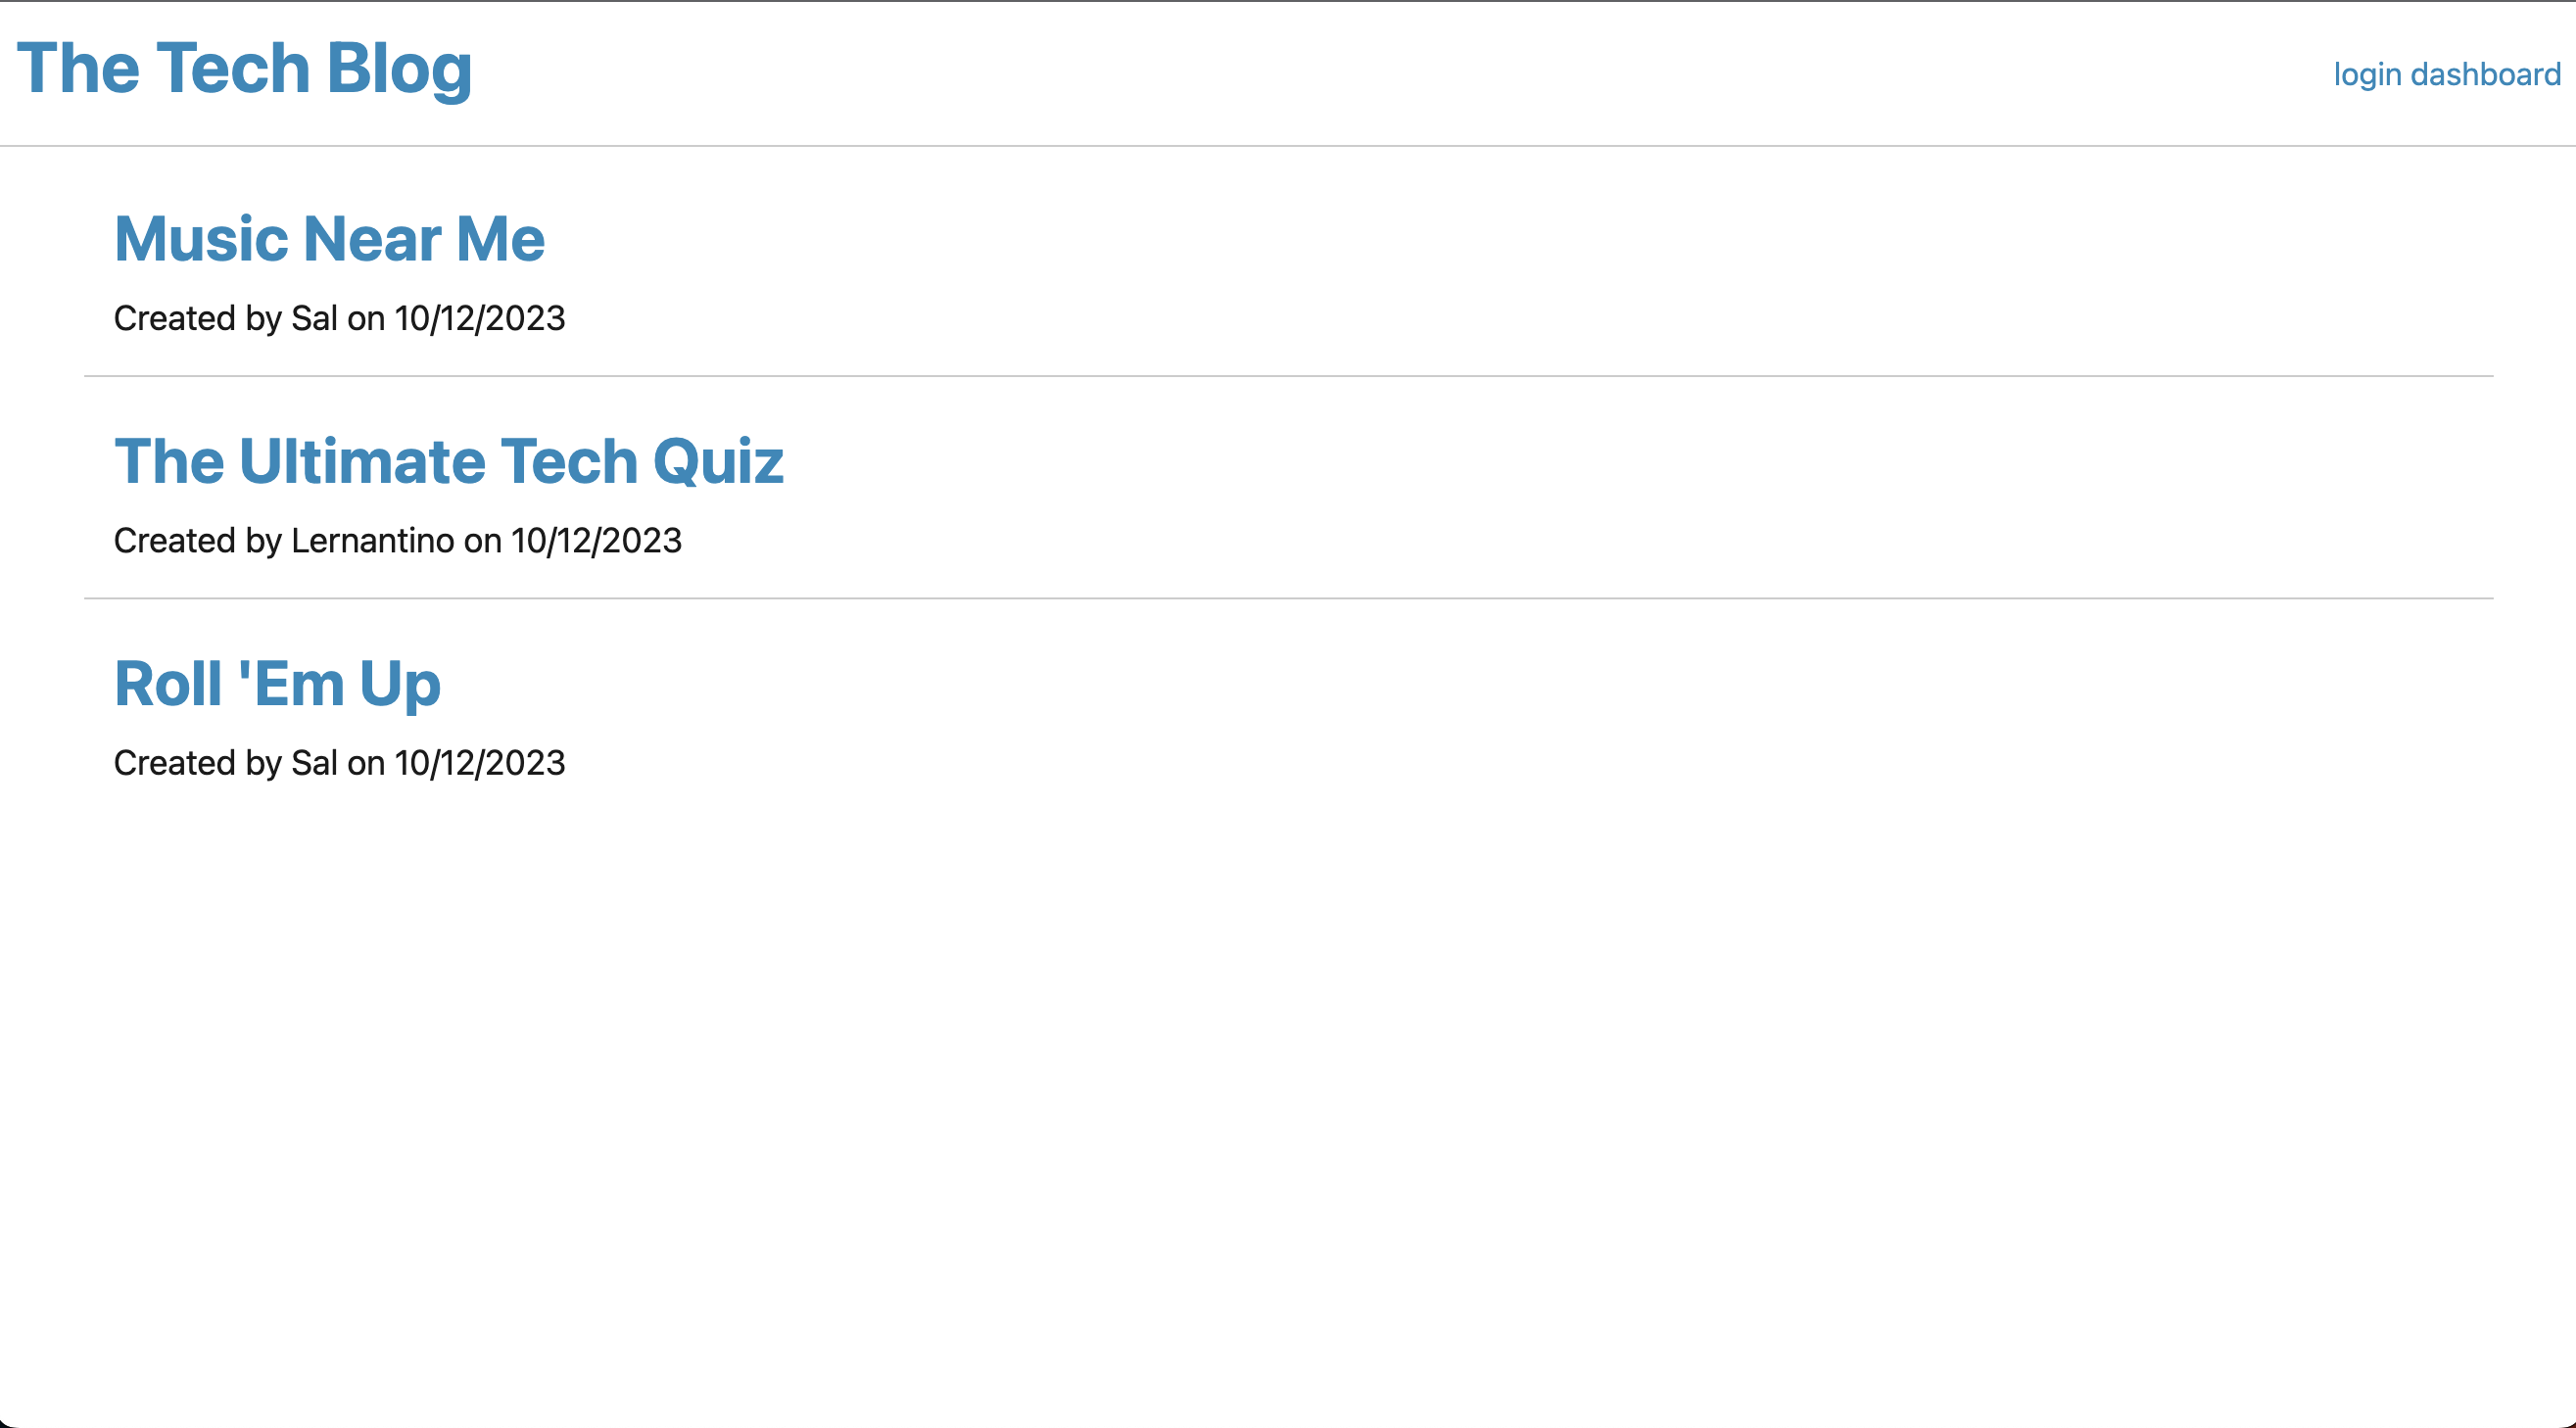 The Tech Blog
login dashboard
Music Near Me
Created by Sal on 10/12/2023
The Ultimate Tech Quiz
Created by Lernantino on 10/12/2023
Roll 'Em Up
Created by Sal on 10/12/2023